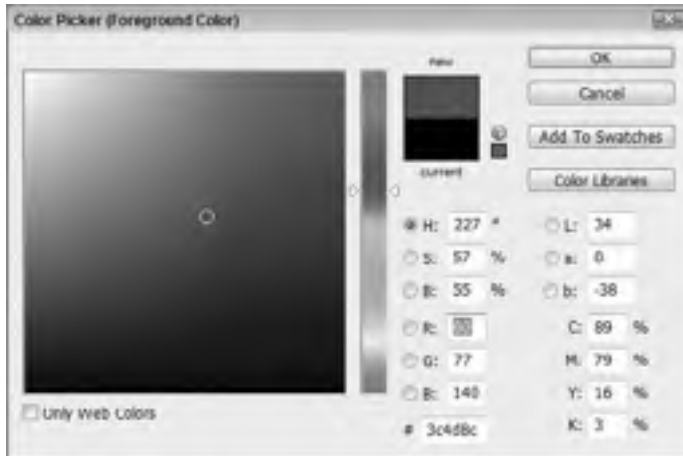 Color Picker (Foreground Color)
new
current
OK
Cancel
Add To Swatches
Color Libraries
H: 227 °
S: 57 %
B: 55 %
R:
G: 77
B: 140
# 3c4d8c
L: 34
a: 0
b: -38
C: 89 %
M: 79 %
Y: 16 %
K: 3 %
Only Web Colors